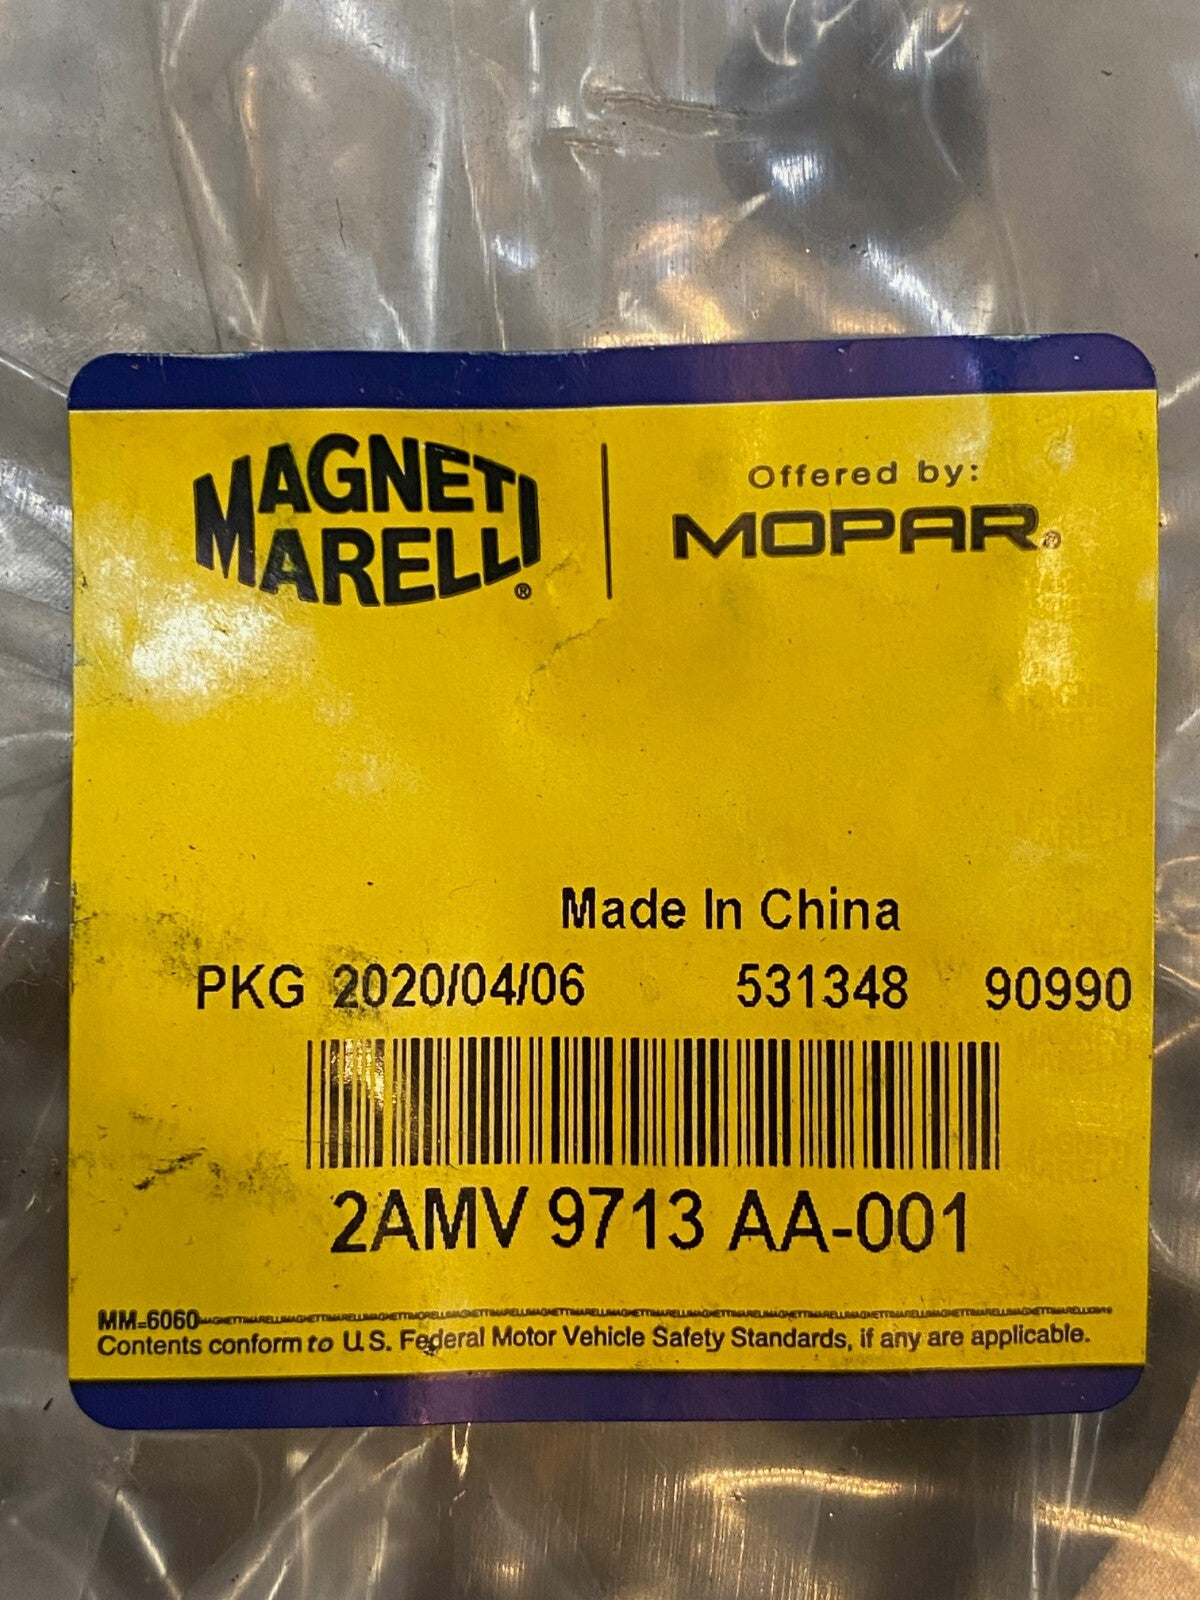 MAGNETI
MARELLI®
Offered by:
MOPAR®
Made In China
PKG 2020/04/06 531348 90990
2AMV 9713 AA-001
MM-6060
Contents conform to U.S. Federal Motor Vehicle Safety Standards, if any are applicable.